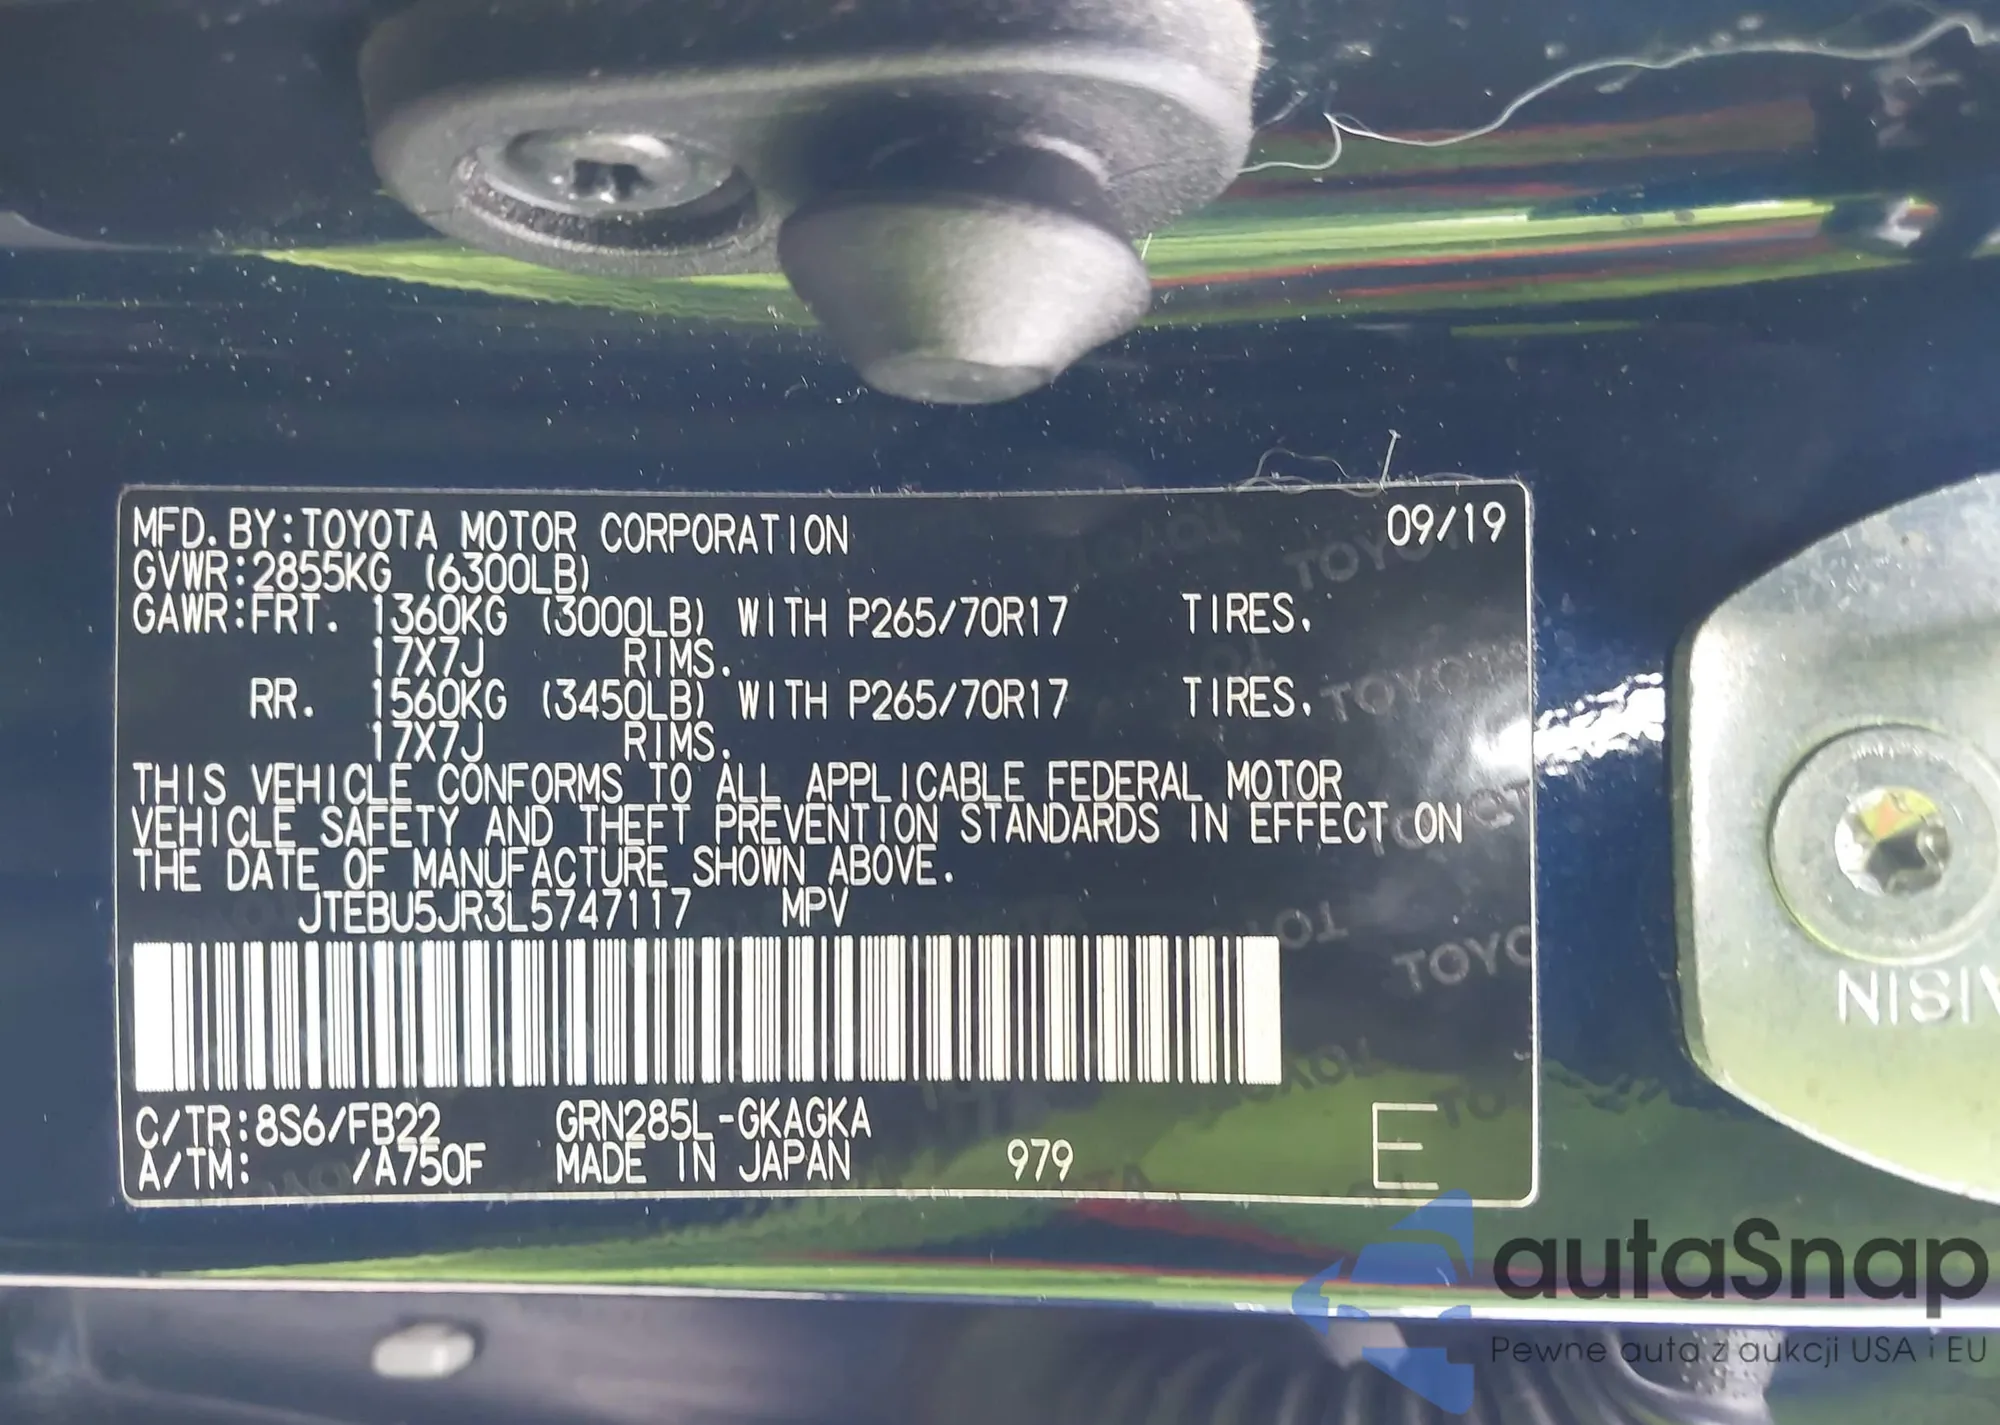 MFD. BY: TOYOTA MOTOR CORPORATION 09/19
GVWR: 2855KG (6300LB)
GAWR: FRT. 1360KG (3000LB) WITH P265/70R17 TIRES.
17X7J RIMS.
RR. 1560KG (3450LB) WITH P265/70R17 TIRES.
17X7J RIMS.
THIS VEHICLE CONFORMS TO ALL APPLICABLE FEDERAL MOTOR
VEHICLE SAFETY AND THEFT PREVENTION STANDARDS IN EFFECT ON
THE DATE OF MANUFACTURE SHOWN ABOVE.
JTEBU5JR3L5747117 MPV
C/TR: 8S6/FB22 GRN285L-GKAGKA
A/TM: /A750F MADE IN JAPAN 979 E
AISIN
autaSnap
Pewne auta z aukcji USA i EU